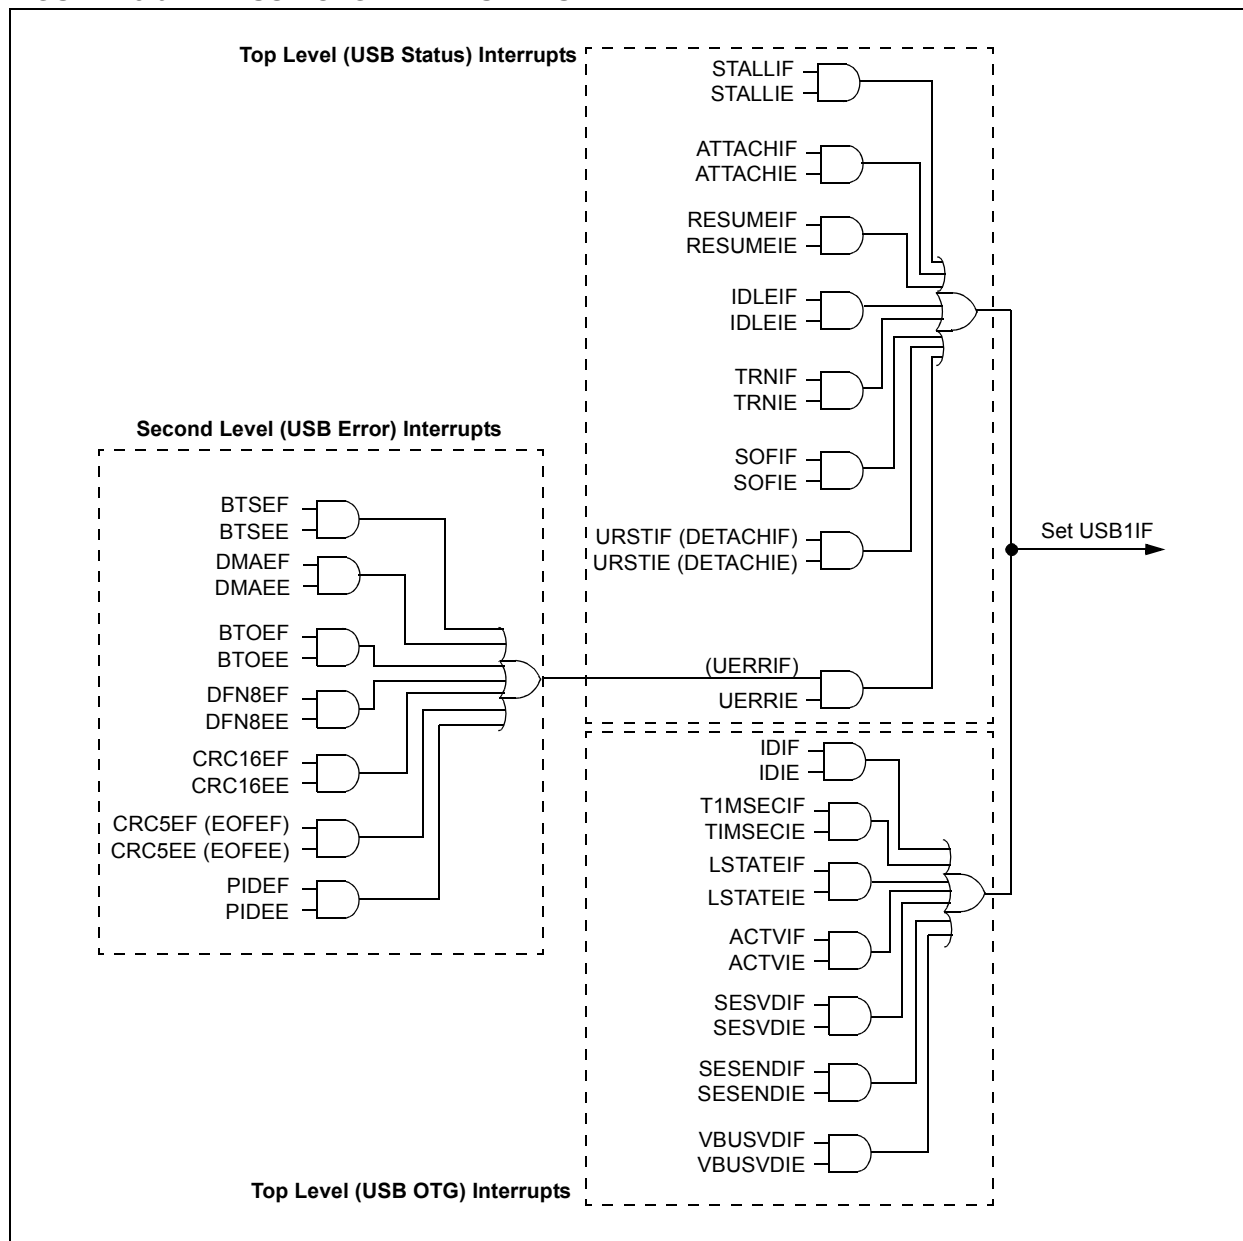 Top Level (USB Status) Interrupts
STALLIF
STALLIE
ATTACHIF
ATTACHIE
RESUMEIF
RESUMEIE
IDLEIF
IDLEIE
TRNIF
TRNIE
SOFIF
SOFIE
URSTIF (DETACHIF)
URSTIE (DETACHIE)
(UERRIF)
UERRIE
Set USB1IF
Second Level (USB Error) Interrupts
BTSEF
BTSEE
DMAEF
DMAEE
BTOEF
BTOEE
DFN8EF
DFN8EE
CRC16EF
CRC16EE
CRC5EF (EOFEF)
CRC5EE (EOFEE)
PIDEF
PIDEE
IDIF
IDIE
T1MSECIF
TIMSECIE
LSTATEIF
LSTATEIE
ACTVIF
ACTVIE
SESVDIF
SESVDIE
SESENDIF
SESENDIE
VBUSVDIF
VBUSVDIE
Top Level (USB OTG) Interrupts